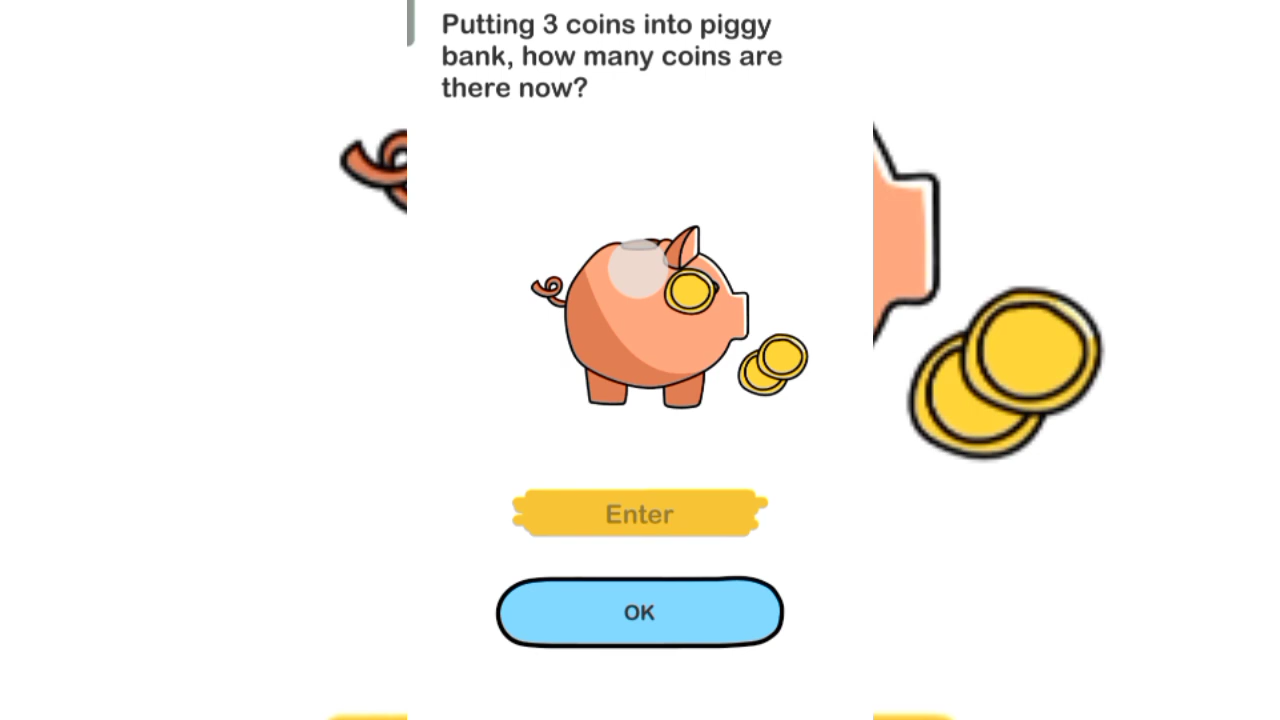 Putting 3 coins into piggy
bank, how many coins are
there now?
Enter
OK